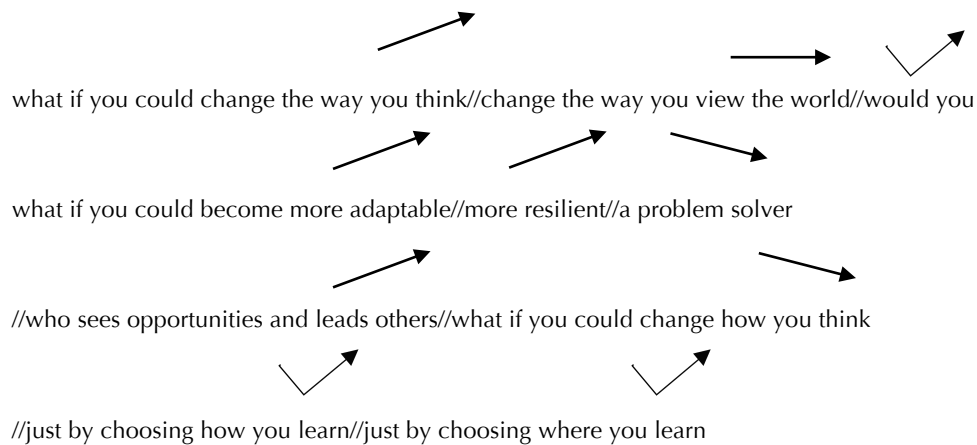 what if you could change the way you think//change the way you view the world//would you
what if you could become more adaptable//more resilient//a problem solver
//who sees opportunities and leads others//what if you could change how you think
//just by choosing how you learn//just by choosing where you learn